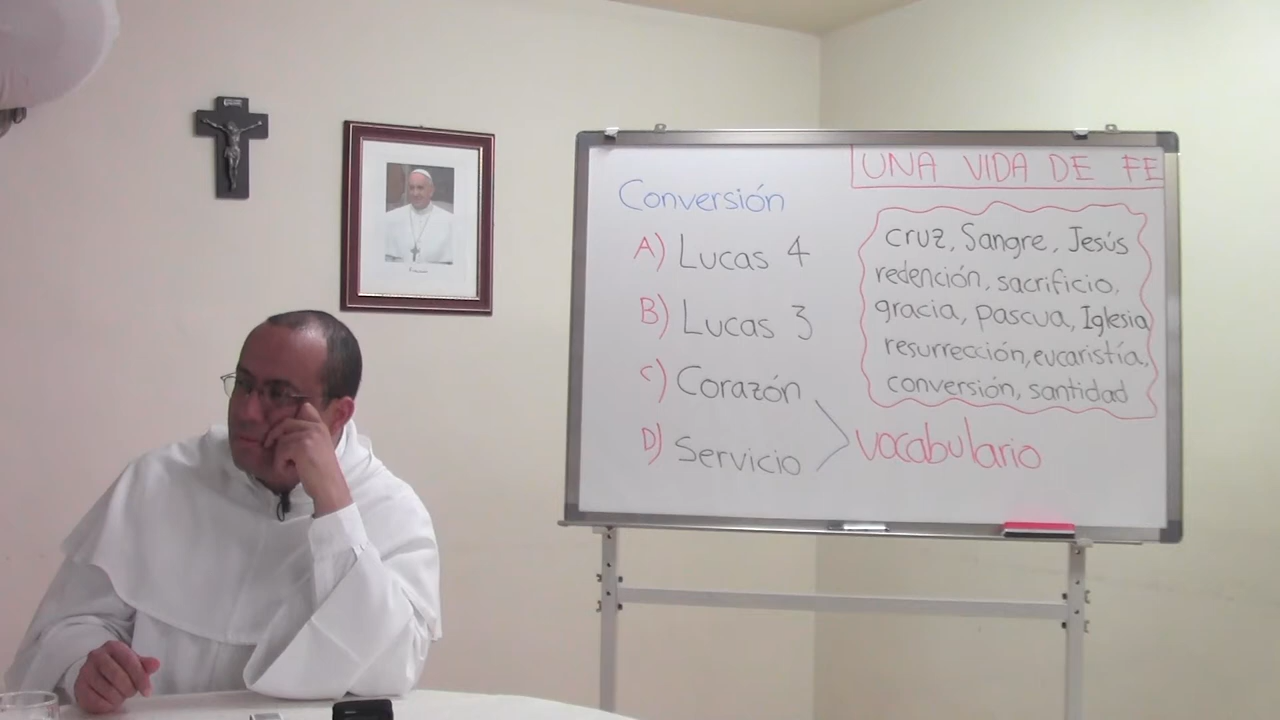 UNA VIDA DE FE
Conversión
A) Lucas 4
B) Lucas 3
C) Corazón
D) Servicio
cruz, Sangre, Jesús
redención, sacrificio,
gracia, pascua, Iglesia
resurrección, eucaristía,
conversión, santidad
vocabulario